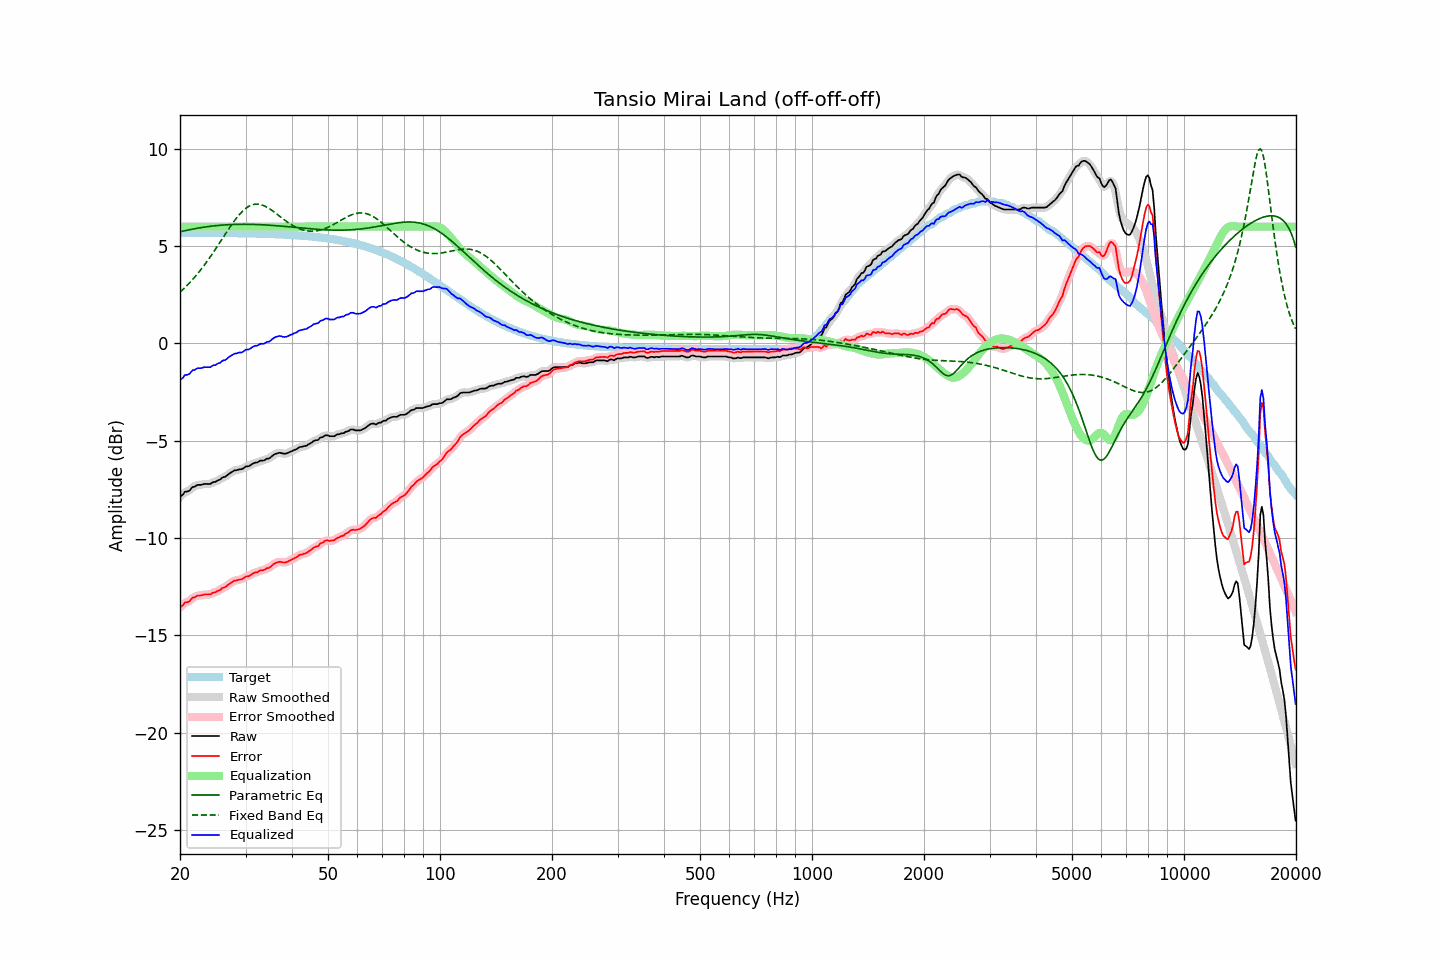 Tansio Mirai Land (off-off-off)
Amplitude (dBr)
10
5
0
−5
−10
−15
−20
−25
Target
Raw Smoothed
Error Smoothed
Raw
Error
Equalization
Parametric Eq
Fixed Band Eq
Equalized
20 50 100 200 500 1000 2000 5000 10000 20000
Frequency (Hz)